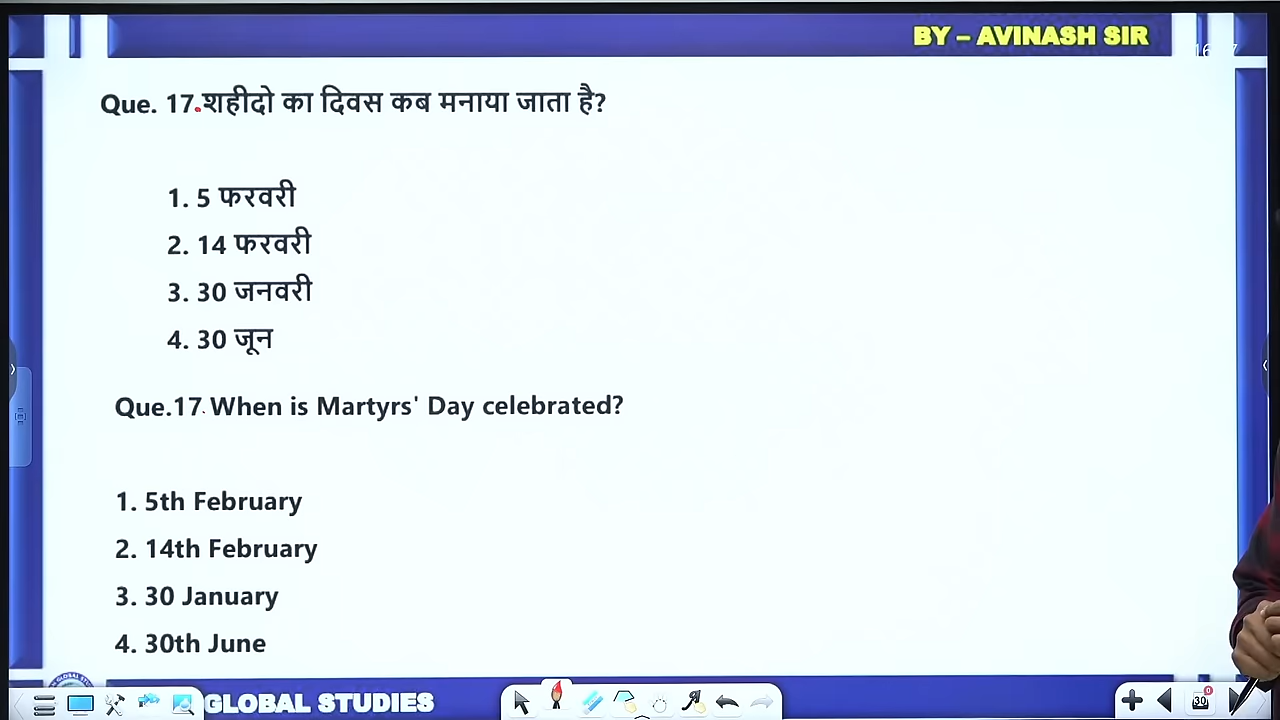 BY – AVINASH SIR
Que. 17.शहीदो का दिवस कब मनाया जाता है?
1. 5 फरवरी
2. 14 फरवरी
3. 30 जनवरी
4. 30 जून
Que.17. When is Martyrs' Day celebrated?
1. 5th February
2. 14th February
3. 30 January
4. 30th June
GLOBAL STUDIES
30
0